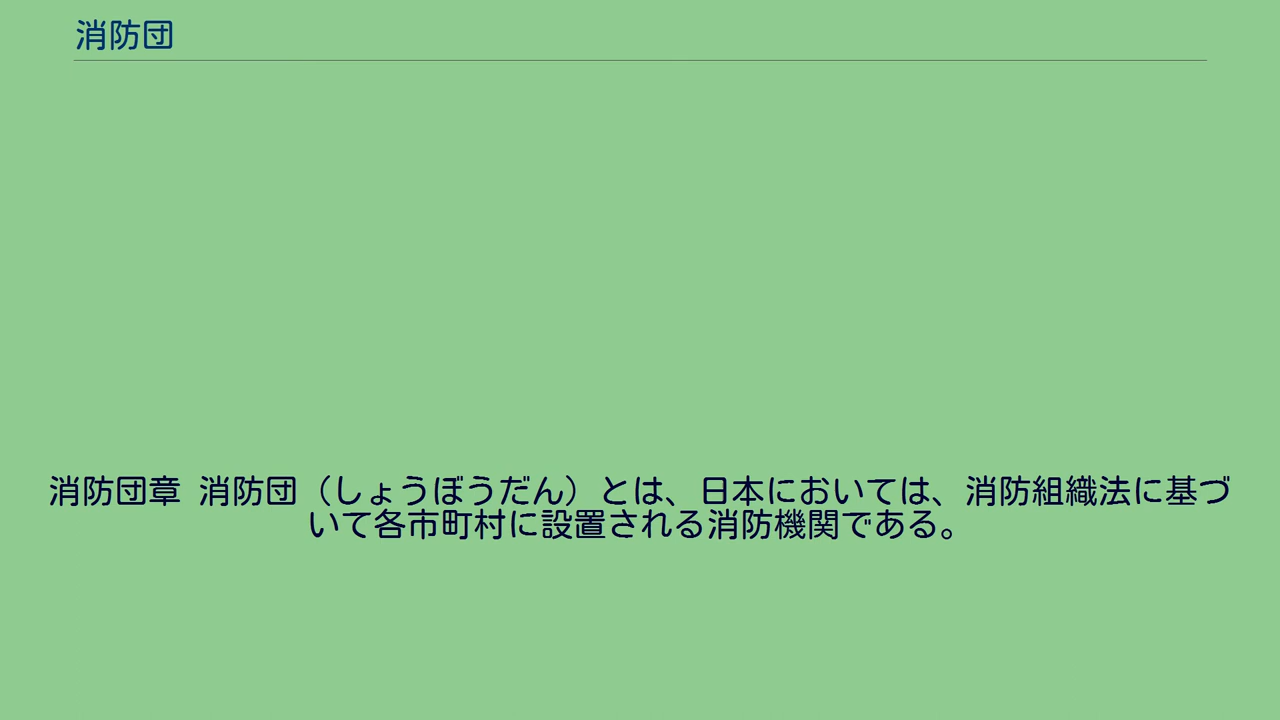 消防団
消防団章 消防団（しょうぼうだん）とは、日本においては、消防組織法に基づ
いて各市町村に設置される消防機関である。